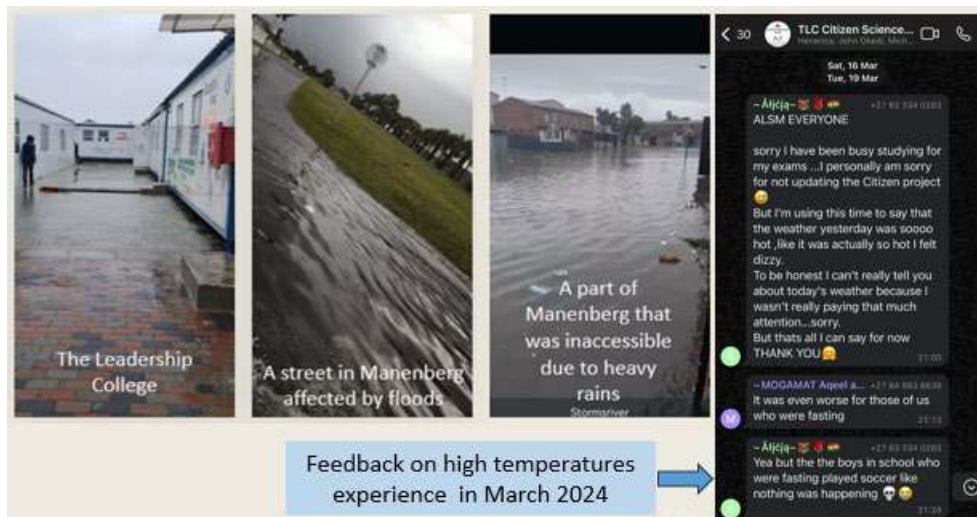 The Leadership
College
A street in Manenberg
affected by floods
A part of
Manenberg that
was inaccessible
due to heavy
rains
Stormsriver
Feedback on high temperatures
experience in March 2024
30
TLC Citizen Science...
Sat, 16 Mar
Tue, 19 Mar
ALSM EVERYONE
sorry I have been busy studying for
my exams ...I personally am sorry
for not updating the Citizen project
😅
But I'm using this time to say that
the weather yesterday was soooo
hot ,like it was actually so hot I felt
dizzy.
To be honest I can't really tell you
about today's weather because I
wasn't really paying that much
attention...sorry.
But thats all I can say for now
THANK YOU🤗
21:00
~MOGAMAT Aqeel a...
It was even worse for those of us
who were fasting
21:13
Yea but the the boys in school who
were fasting played soccer like
nothing was happening 💀😂